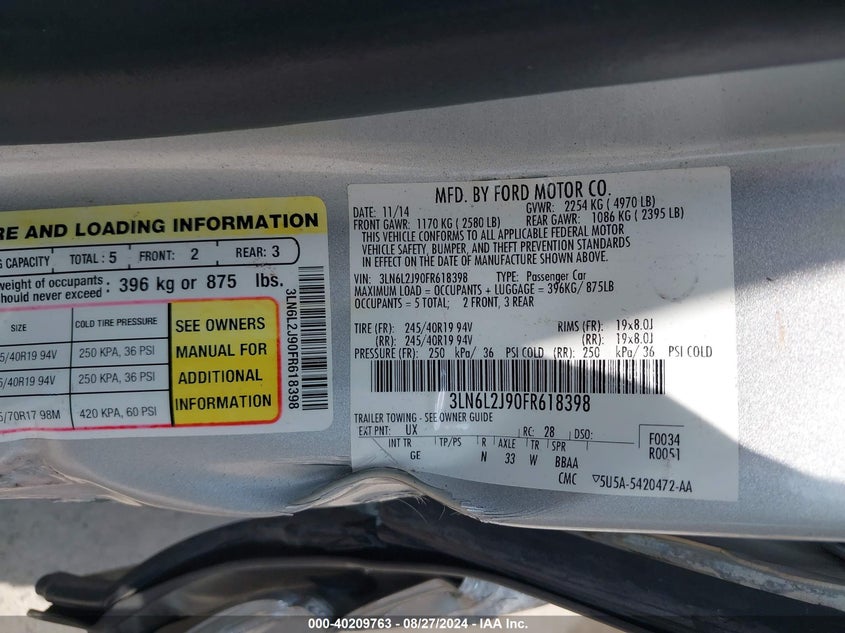 RE AND LOADING INFORMATION
G CAPACITY TOTAL : 5 FRONT: 2 REAR: 3
weight of occupants: 396 kg or 875 lbs.
hould never exceed
SIZE COLD TIRE PRESSURE
5/40R19 94V 250 KPA, 36 PSI
5/40R19 94V 250 KPA, 36 PSI
5/70R17 98M 420 KPA, 60 PSI
SEE OWNERS
MANUAL FOR
ADDITIONAL
INFORMATION
3LN6L2J90FR618398
MFD. BY FORD MOTOR CO.
DATE: 11/14 GVWR: 2254 KG ( 4970 LB)
FRONT GAWR: 1170 KG ( 2580 LB) REAR GAWR: 1086 KG ( 2395 LB)
THIS VEHICLE CONFORMS TO ALL APPLICABLE FEDERAL MOTOR
VEHICLE SAFETY, BUMPER, AND THEFT PREVENTION STANDARDS
IN EFFECT ON THE DATE OF MANUFACTURE SHOWN ABOVE.
VIN: 3LN6L2J90FR618398 TYPE: Passenger Car
MAXIMUM LOAD = OCCUPANTS + LUGGAGE = 396KG/ 875LB
OCCUPANTS = 5 TOTAL; 2 FRONT, 3 REAR
TIRE (FR): 245/40R19 94V RIMS (FR): 19x8.0J
(RR): 245/40R19 94V (RR): 19x8.0J
PRESSURE (FR): 250 kPa/ 36 PSI COLD (RR): 250 kPa/ 36 PSI COLD
3LN6L2J90FR618398
TRAILER TOWING - SEE OWNER GUIDE
EXT PNT: UX RC: 28 DSO:
INT TR TP/PS R AXLE TR SPR
GE N 33 W BBAA
CMC
F0034
R0051
▽5U5A-5420472-AA
000-40209763 - 08/27/2024 - IAA Inc.